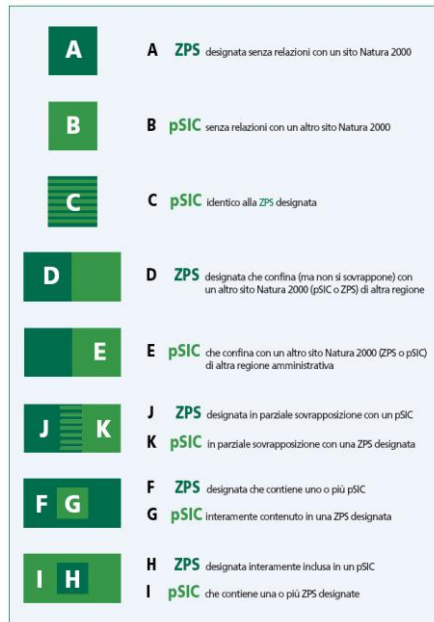 A
A ZPS designata senza relazioni con un sito Natura 2000
B
B pSIC senza relazioni con un altro sito Natura 2000
C
C pSIC identico alla ZPS designata
D
D ZPS designata che confina (ma non si sovrappone) con
un altro sito Natura 2000 (pSIC o ZPS) di altra regione
E
E pSIC che confina con un altro sito Natura 2000 (ZPS o pSIC)
di altra regione amministrativa
J K
J ZPS designata in parziale sovrapposizione con un pSIC
K pSIC in parziale sovrapposizione con una ZPS designata
F G
F ZPS designata che contiene uno o più pSIC
G pSIC interamente contenuto in una ZPS designata
I H
H ZPS designata interamente inclusa in un pSIC
I pSIC che contiene una o più ZPS designate